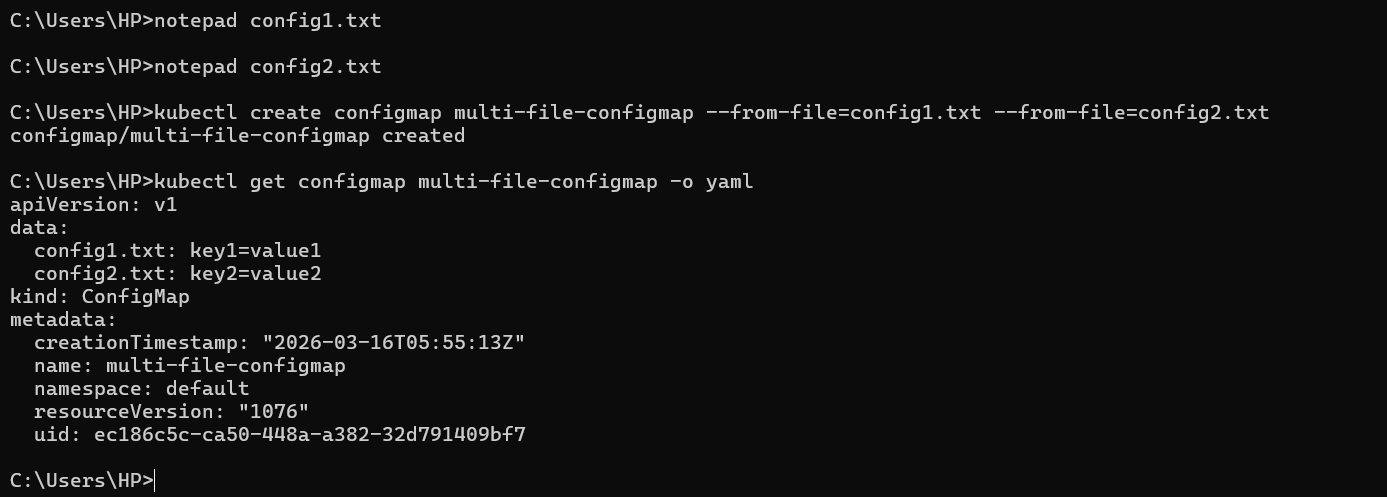 C:\Users\HP>notepad config1.txt
C:\Users\HP>notepad config2.txt
C:\Users\HP>kubectl create configmap multi-file-configmap --from-file=config1.txt --from-file=config2.txt
configmap/multi-file-configmap created
C:\Users\HP>kubectl get configmap multi-file-configmap -o yaml
apiVersion: v1
data:
  config1.txt: key1=value1
  config2.txt: key2=value2
kind: ConfigMap
metadata:
  creationTimestamp: "2026-03-16T05:55:13Z"
  name: multi-file-configmap
  namespace: default
  resourceVersion: "1076"
  uid: ec186c5c-ca50-448a-a382-32d791409bf7
C:\Users\HP>